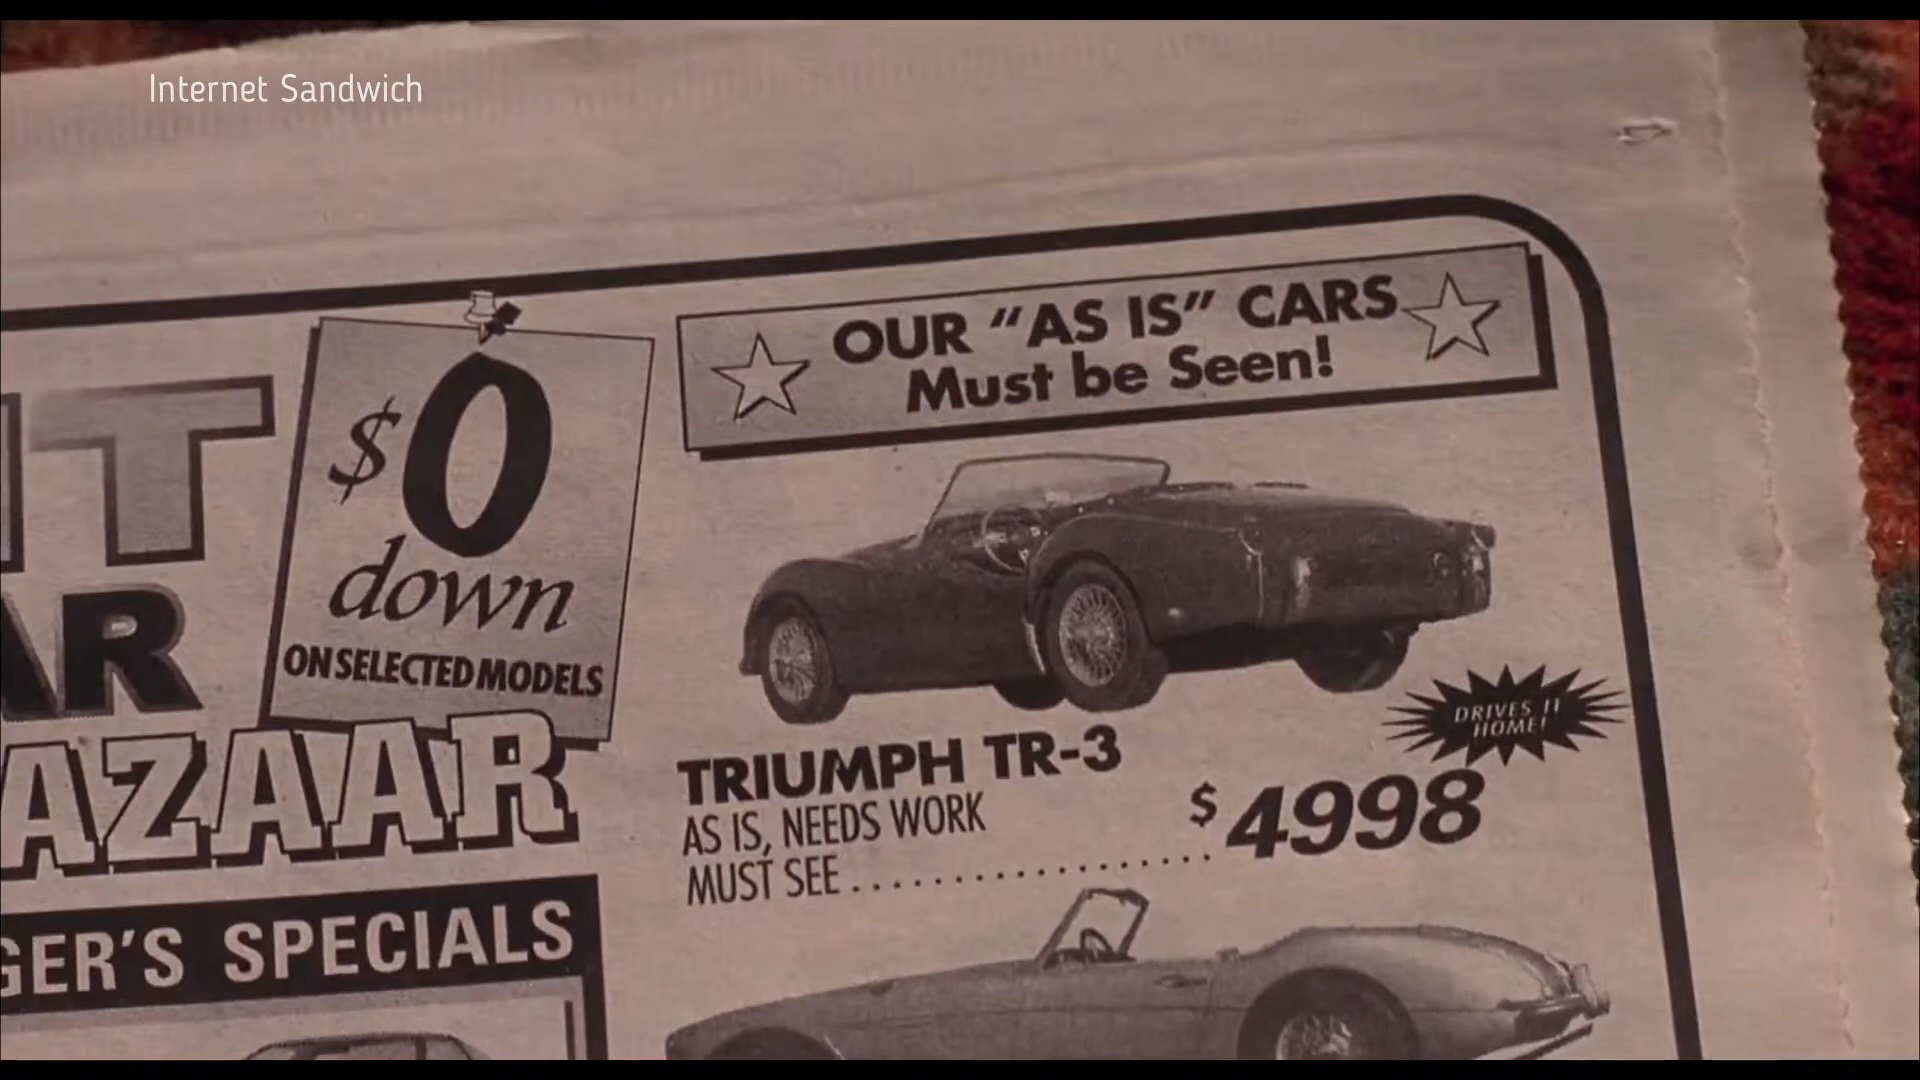 Internet Sandwich
$0
down
ON SELECTED MODELS
OUR "AS IS" CARS
Must be Seen!
AR
AZAAR
GER'S SPECIALS
DRIVES IT
HOME!
TRIUMPH TR-3
AS IS, NEEDS WORK
MUST SEE..................$4998